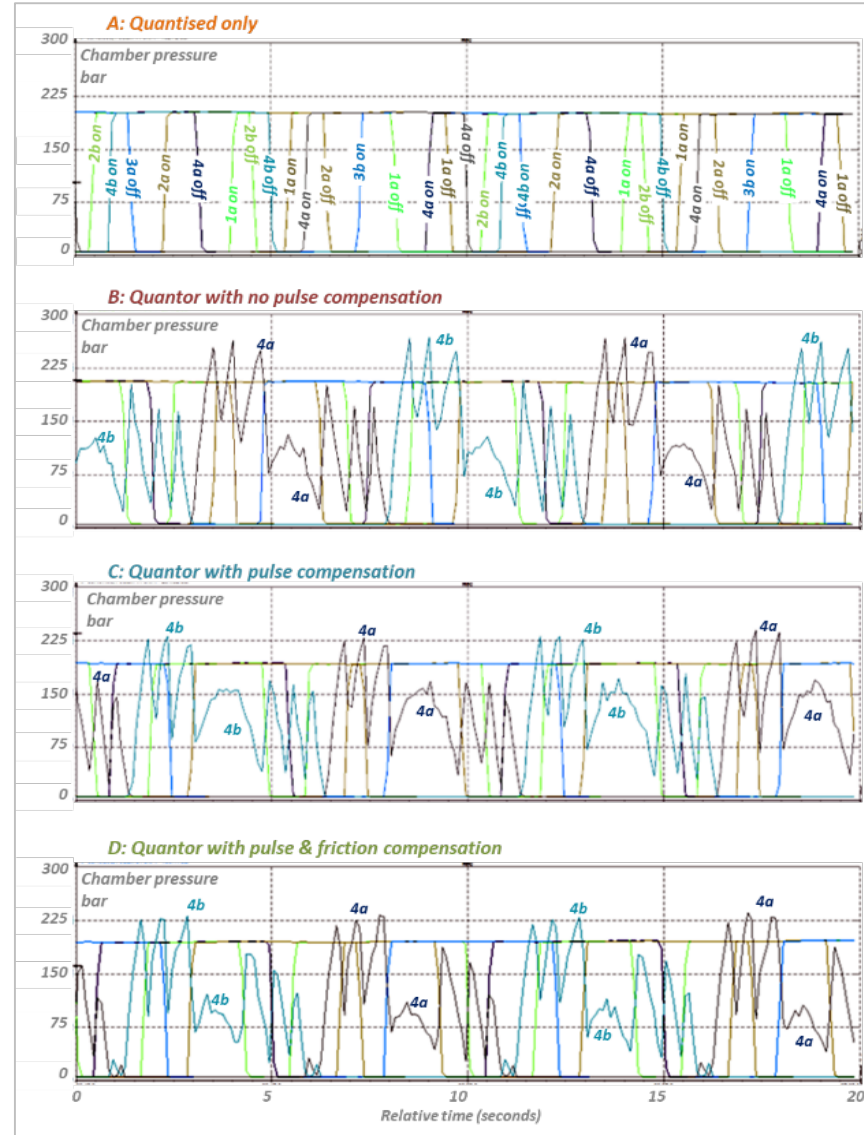 A: Quantised only
300
Chamber pressure
bar
225
150
75
0
2b on
4b on
3a off
2a on
4a off
1a on
2b off
4b off
1a on
4a on
2a off
3b on
1a off
4a on
1a off
4a off
2b on
4b on
2a on
4a off
1a on
2b off
4b off
1a on
4a on
2a off
3b on
1a off
4a on
1a off
B: Quantor with no pulse compensation
300
Chamber pressure
bar
225
150
75
0
4b
4a
4a
4b
4b
4a
4a
4b
C: Quantor with pulse compensation
300
Chamber pressure
bar
225
150
75
0
4a
4b
4b
4a
4a
4b
4b
4a
4a
D: Quantor with pulse & friction compensation
300
Chamber pressure
bar
225
150
75
0
4b
4b
4a
4a
4b
4b
4a
4a
0 5 10 15 20
Relative time (seconds)